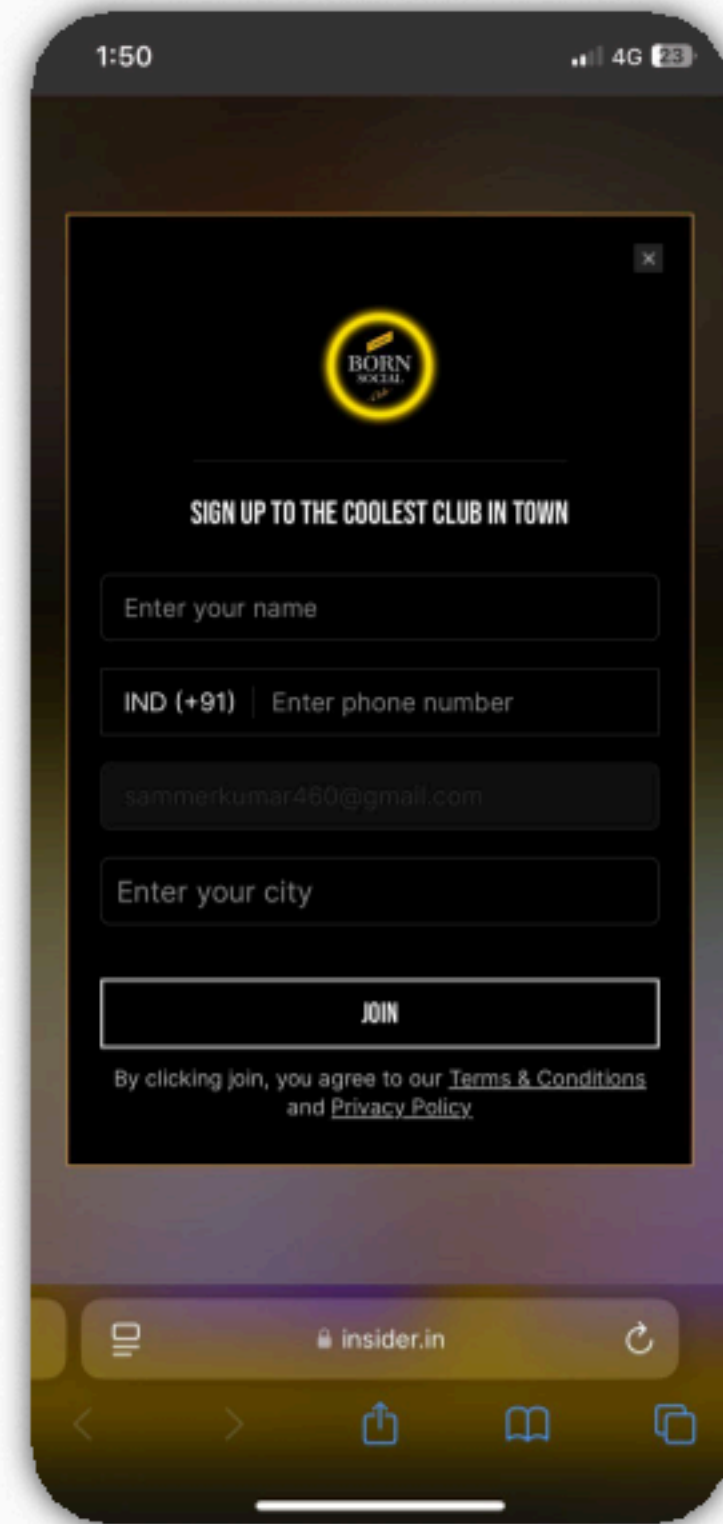 1:50
4G 23
BORN
SOCIAL
SIGN UP TO THE COOLEST CLUB IN TOWN
Enter your name
IND (+91) Enter phone number
sammerkumar460@gmail.com
Enter your city
JOIN
By clicking join, you agree to our Terms & Conditions
and Privacy Policy
insider.in